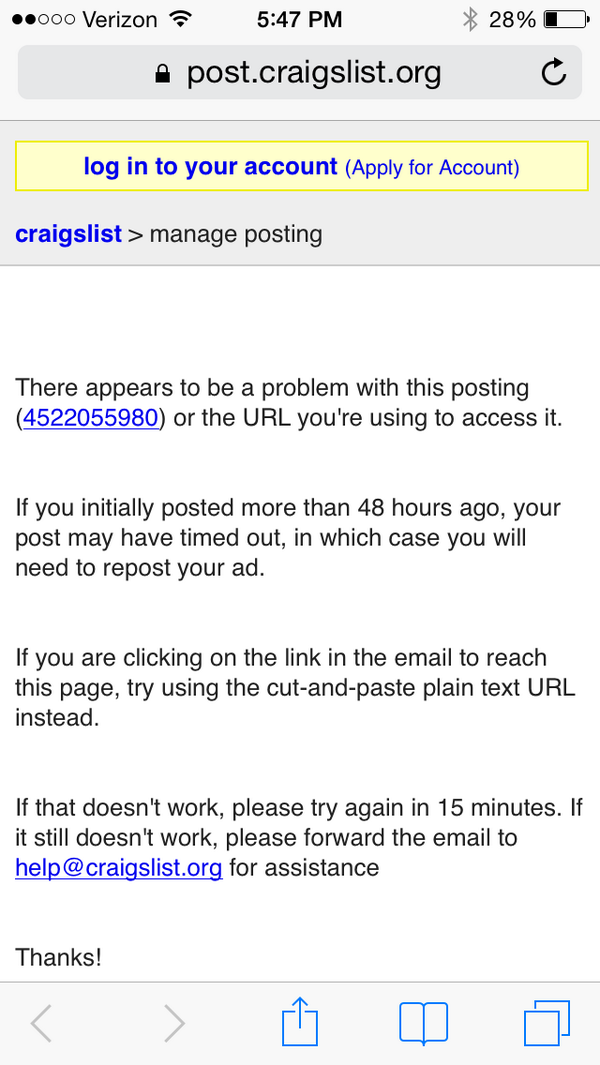 Verizon 5:47 PM 28%
post.craigslist.org
log in to your account (Apply for Account)
craigslist > manage posting
There appears to be a problem with this posting
(4522055980) or the URL you're using to access it.
If you initially posted more than 48 hours ago, your
post may have timed out, in which case you will
need to repost your ad.
If you are clicking on the link in the email to reach
this page, try using the cut-and-paste plain text URL
instead.
If that doesn't work, please try again in 15 minutes. If
it still doesn't work, please forward the email to
help@craigslist.org for assistance
Thanks!